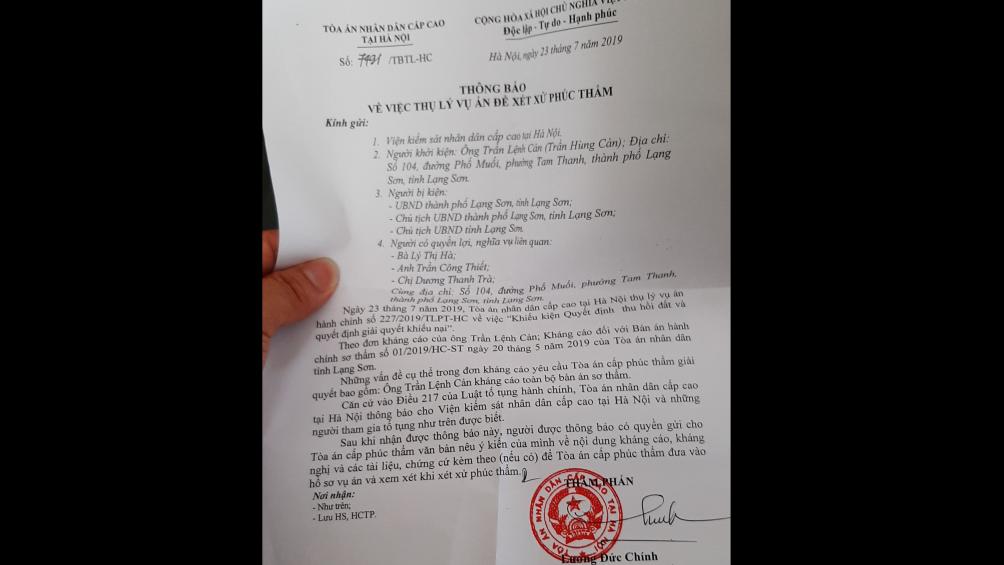 TÒA ÁN NHÂN DÂN CẤP CAO
TẠI HÀ NỘI
Số: /TBTL-HC
CỘNG HÒA XÃ HỘI CHỦ NGHĨA VIỆT
Độc lập - Tự do - Hạnh phúc
Hà Nội, ngày 23 tháng 7 năm 2019
THÔNG BÁO
VỀ VIỆC THỤ LÝ VỤ ÁN ĐỂ XÉT XỬ PHÚC THẨM
Kính gửi:
1. Viện kiểm sát nhân dân cấp cao tại Hà Nội.
2. Người khởi kiện: Ông Trần Lệnh Cản (Trần Hùng Cản); Địa chỉ:
Số 104, đường Phố Muối, phường Tam Thanh, thành phố Lạng
Sơn, tỉnh Lạng Sơn.
3. Người bị kiện:
- UBND thành phố Lạng Sơn, tỉnh Lạng Sơn;
- Chủ tịch UBND thành phố Lạng Sơn, tỉnh Lạng Sơn;
- Chủ tịch UBND tỉnh Lạng Sơn.
4. Người có quyền lợi, nghĩa vụ liên quan:
- Bà Lý Thị Hà;
- Anh Trần Công Thiết;
- Chị Dương Thanh Trà;
Cùng địa chỉ: Số 104, đường Phố Muối, phường Tam Thanh,
thành phố Lạng Sơn, tỉnh Lạng Sơn.
Ngày 23 tháng 7 năm 2019, Tòa án nhân dân cấp cao tại Hà Nội thụ lý vụ án
hành chính số 227/2019/TLPT-HC về việc “Khiếu kiện Quyết định thu hồi đất và
quyết định giải quyết khiếu nại”.
Theo đơn kháng cáo của ông Trần Lệnh Cản; Kháng cáo đối với Bản án hành
chính sơ thẩm số 01/2019/HC-ST ngày 20 tháng 5 năm 2019 của Tòa án nhân dân
tỉnh Lạng Sơn.
Những vấn đề cụ thể trong đơn kháng cáo yêu cầu Tòa án cấp phúc thẩm giải
quyết bao gồm: Ông Trần Lệnh Cản kháng cáo toàn bộ bản án sơ thẩm.
Căn cứ vào Điều 217 của Luật tố tụng hành chính, Tòa án nhân dân cấp cao
tại Hà Nội thông báo cho Viện kiểm sát nhân dân cấp cao tại Hà Nội và những
người tham gia tố tụng như trên được biết.
Sau khi nhận được thông báo này, người được thông báo có quyền gửi cho
Tòa án cấp phúc thẩm văn bản nêu ý kiến của mình về nội dung kháng cáo, kháng
nghị và các tài liệu, chứng cứ kèm theo (nếu có) để Tòa án cấp phúc thẩm đưa vào
hồ sơ vụ án và xem xét khi xét xử phúc thẩm.
Nơi nhận:
- Như trên;
- Lưu HS, HCTP.
THẨM PHÁN
TÒA ÁN NHÂN DÂN CẤP CAO TẠI HÀ NỘI
Lương Đức Chính